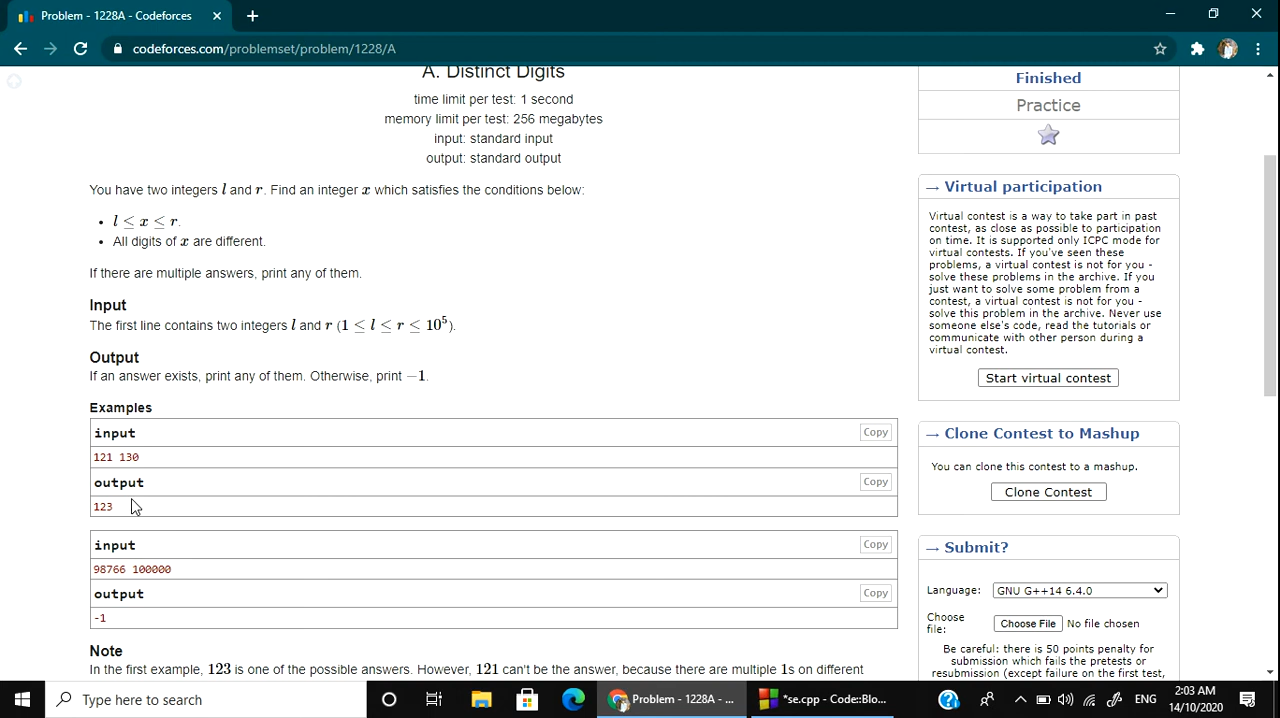 Problem - 1228A - Codeforces
codeforces.com/problemset/problem/1228/A
A. Distinct Digits
time limit per test: 1 second
memory limit per test: 256 megabytes
input: standard input
output: standard output
You have two integers l and r. Find an integer x which satisfies the conditions below:
• l ≤ x ≤ r.
• All digits of x are different.
If there are multiple answers, print any of them.
Input
The first line contains two integers l and r (1 ≤ l ≤ r ≤ 10⁵).
Output
If an answer exists, print any of them. Otherwise, print −1.
Examples
input
Copy
121 130
output
Copy
123
input
Copy
98766 100000
output
Copy
-1
Note
In the first example, 123 is one of the possible answers. However, 121 can't be the answer, because there are multiple 1s on different
Finished
Practice
→ Virtual participation
Virtual contest is a way to take part in past
contest, as close as possible to participation
on time. It is supported only ICPC mode for
virtual contests. If you've seen these
problems, a virtual contest is not for you -
solve these problems in the archive. If you
just want to solve some problem from a
contest, a virtual contest is not for you -
solve this problem in the archive. Never use
someone else's code, read the tutorials or
communicate with other person during a
virtual contest.
Start virtual contest
→ Clone Contest to Mashup
You can clone this contest to a mashup.
Clone Contest
→ Submit?
Language: GNU G++14 6.4.0
Choose
file:
Choose File No file chosen
Be careful: there is 50 points penalty for
submission which fails the pretests or
resubmission (except failure on the first test,
Type here to search
Problem - 1228A - ...
*se.cpp - Code::Blo...
ENG
2:03 AM
14/10/2020